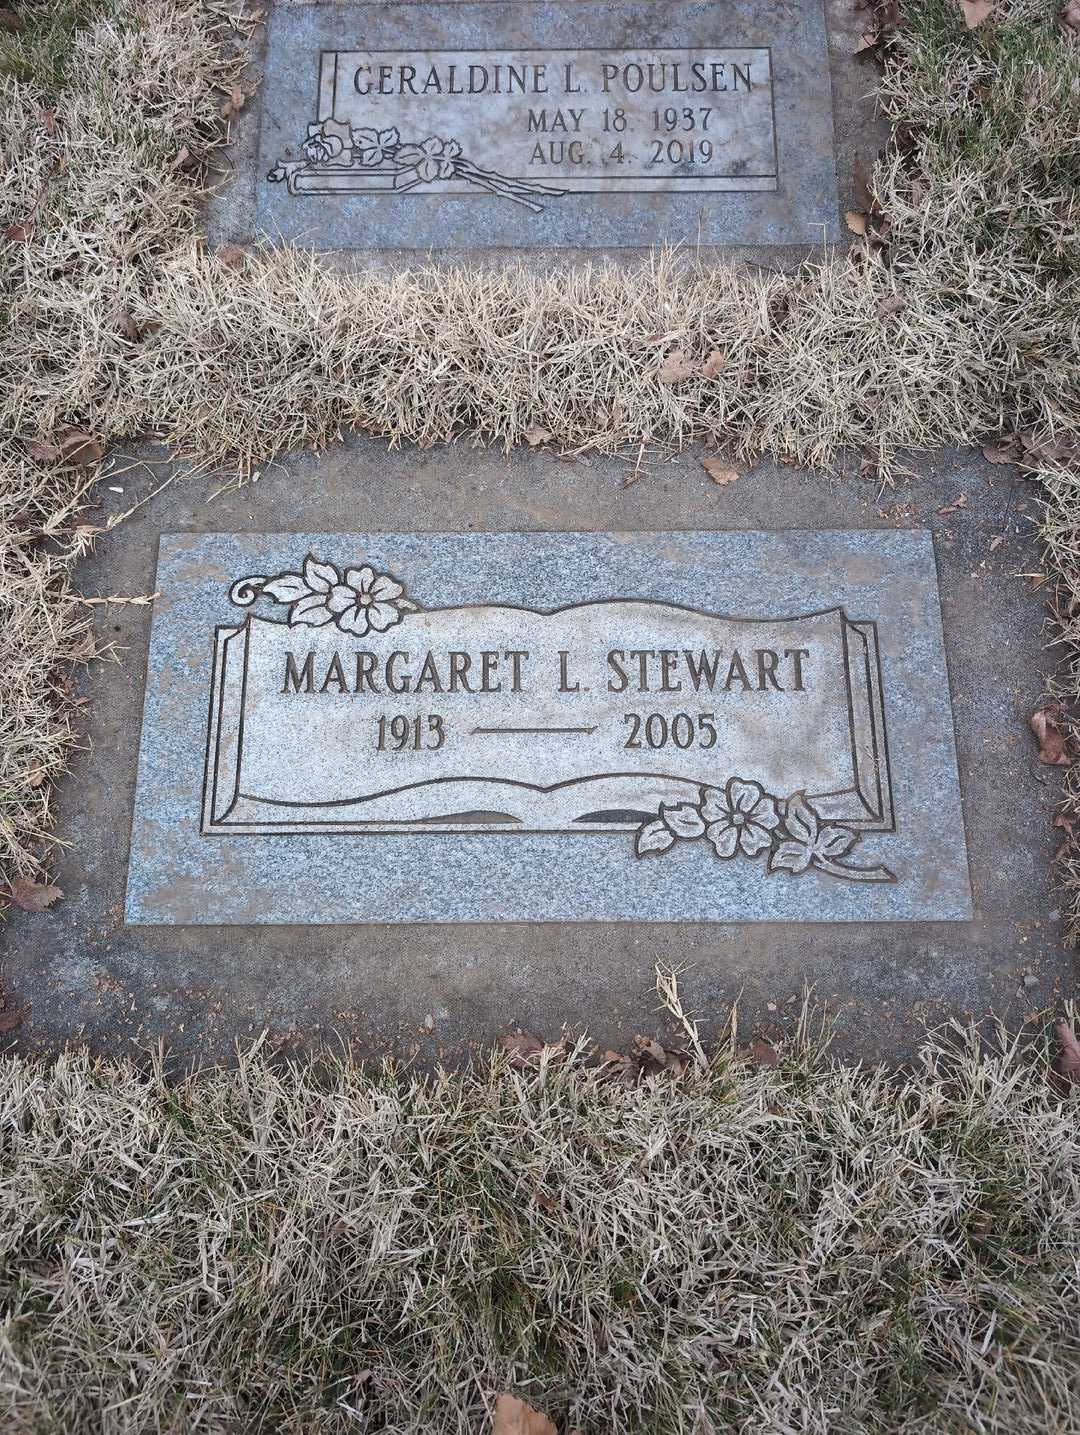 GERALDINE L. POULSEN
MAY 18, 1937
AUG. 4, 2019
MARGARET L. STEWART
1913 — 2005